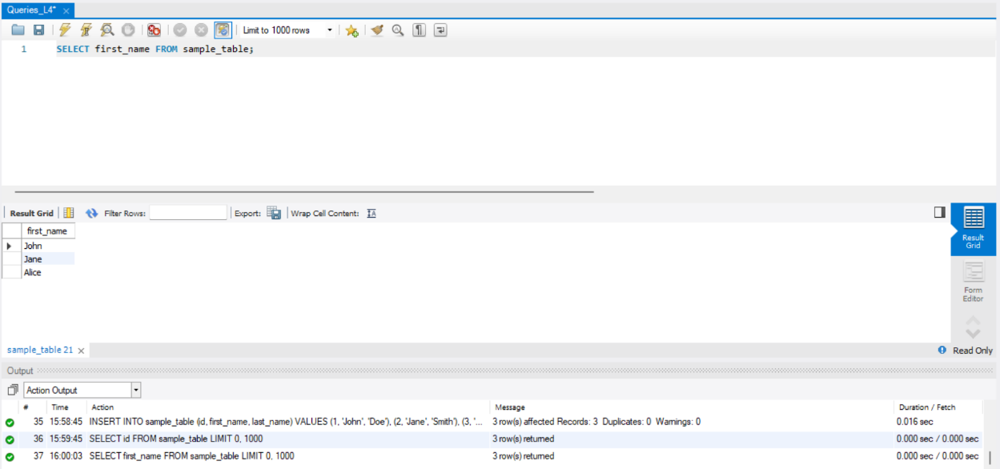 Queries_L4*
Limit to 1000 rows
1 SELECT first_name FROM sample_table;
Result Grid Filter Rows: Export: Wrap Cell Content:
first_name
John
Jane
Alice
Result
Grid
Form
Editor
sample_table 21 Read Only
Output
Action Output
# Time Action Message Duration / Fetch
35 15:58:45 INSERT INTO sample_table (id, first_name, last_name) VALUES (1, 'John', 'Doe'), (2, 'Jane', 'Smith'), (3, '... 3 row(s) affected Records: 3 Duplicates: 0 Warnings: 0 0.016 sec
36 15:59:45 SELECT id FROM sample_table LIMIT 0, 1000 3 row(s) returned 0.000 sec / 0.000 sec
37 16:00:03 SELECT first_name FROM sample_table LIMIT 0, 1000 3 row(s) returned 0.000 sec / 0.000 sec